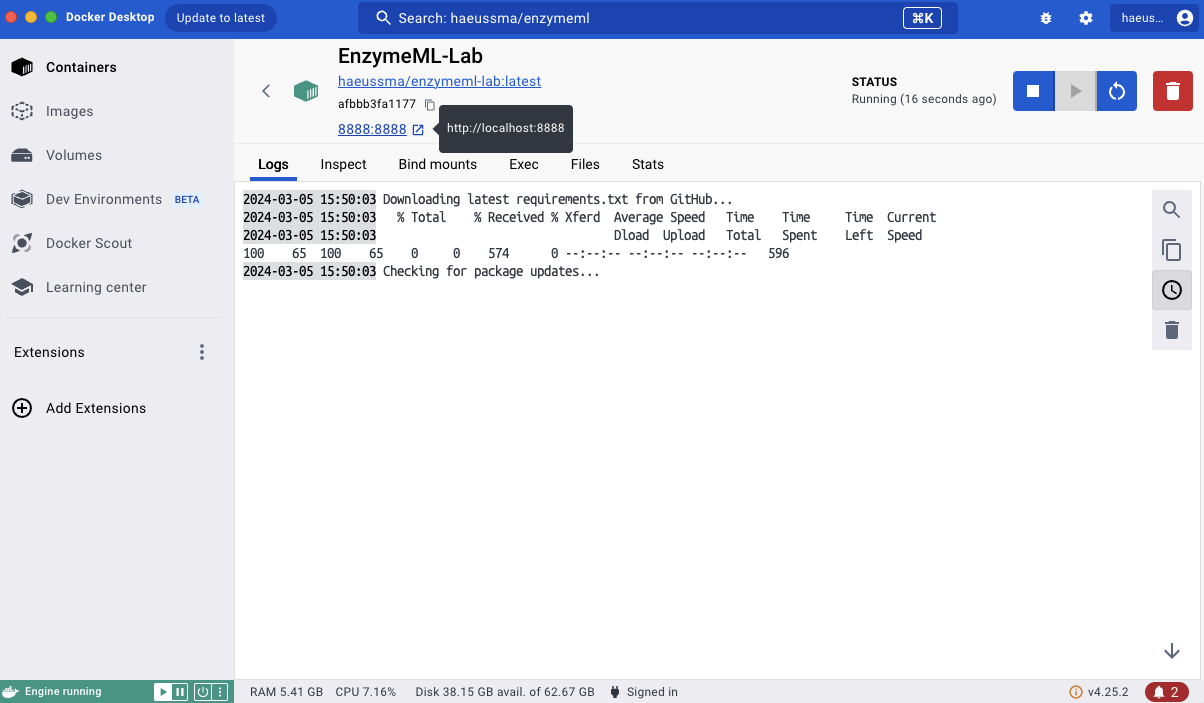 Docker Desktop Update to latest Search: haeussma/enzymeml ⌘K haeus...
Containers
Images
Volumes
Dev Environments BETA
Docker Scout
Learning center
Extensions
Add Extensions
EnzymeML-Lab
haeussma/enzymeml-lab:latest
afbbb3fa1177
8888:8888
http://localhost:8888
STATUS
Running (16 seconds ago)
Logs Inspect Bind mounts Exec Files Stats
2024-03-05 15:50:03 Downloading latest requirements.txt from GitHub...
2024-03-05 15:50:03 % Total % Received % Xferd Average Speed Time Time Time Current
2024-03-05 15:50:03 Dload Upload Total Spent Left Speed
100 65 100 65 0 0 574 0 --:--:-- --:--:-- --:--:-- 596
2024-03-05 15:50:03 Checking for package updates...
Engine running RAM 5.41 GB CPU 7.16% Disk 38.15 GB avail. of 62.67 GB Signed in v4.25.2 2